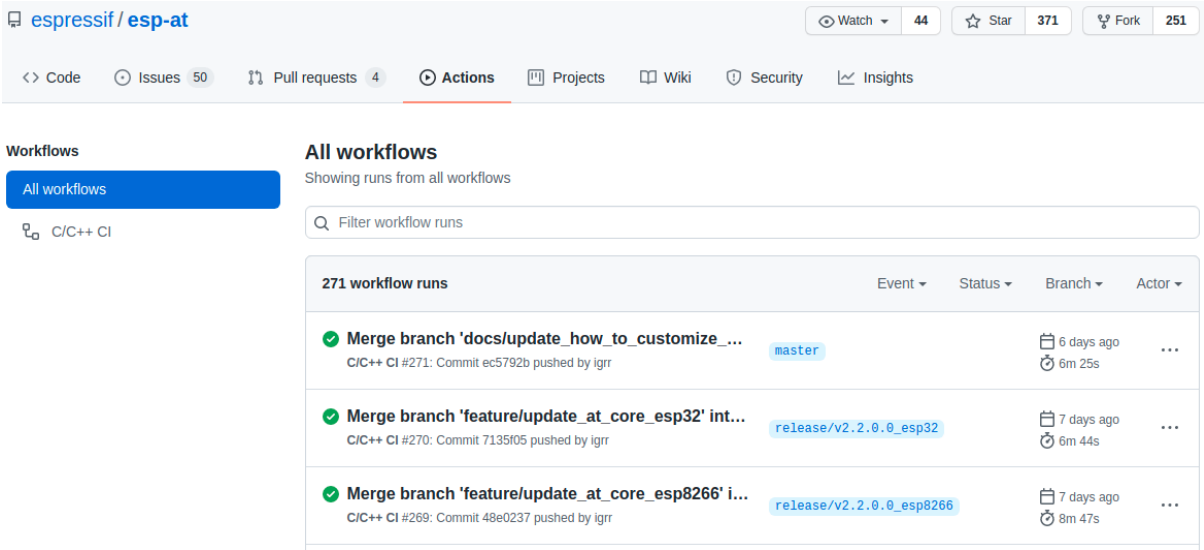 espressif / esp-at
Watch 44 Star 371 Fork 251
Code Issues 50 Pull requests 4 Actions Projects Wiki Security Insights
Workflows
All workflows
C/C++ CI
All workflows
Showing runs from all workflows
Filter workflow runs
271 workflow runs Event Status Branch Actor
Merge branch 'docs/update_how_to_customize_...
C/C++ CI #271: Commit ec5792b pushed by igrr
master
6 days ago
6m 25s
Merge branch 'feature/update_at_core_esp32' int...
C/C++ CI #270: Commit 7135f05 pushed by igrr
release/v2.2.0.0_esp32
7 days ago
6m 44s
Merge branch 'feature/update_at_core_esp8266' i...
C/C++ CI #269: Commit 48e0237 pushed by igrr
release/v2.2.0.0_esp8266
7 days ago
8m 47s